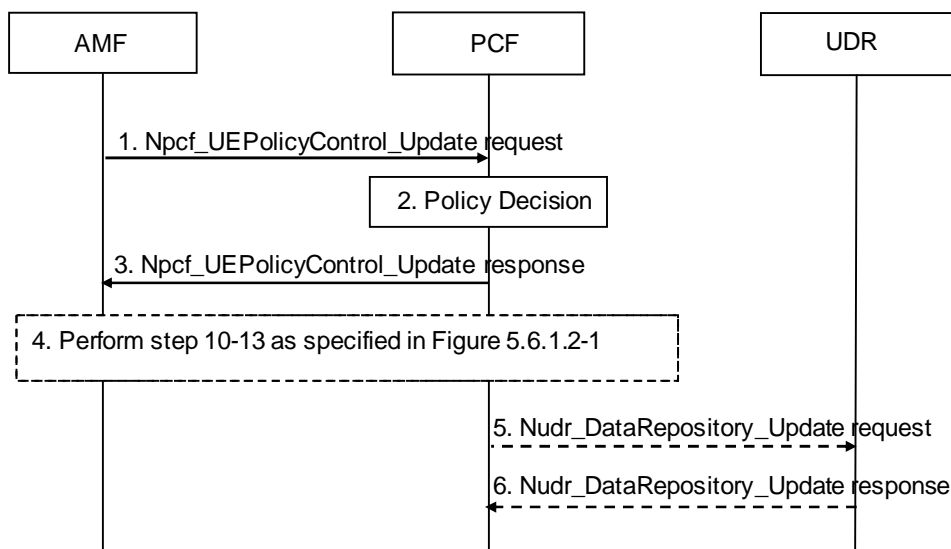 AMF
PCF
UDR
1. Npcf_UEPolicyControl_Update request
2. Policy Decision
3. Npcf_UEPolicyControl_Update response
4. Perform step 10-13 as specified in Figure 5.6.1.2-1
5. Nudr_DataRepository_Update request
6. Nudr_DataRepository_Update response